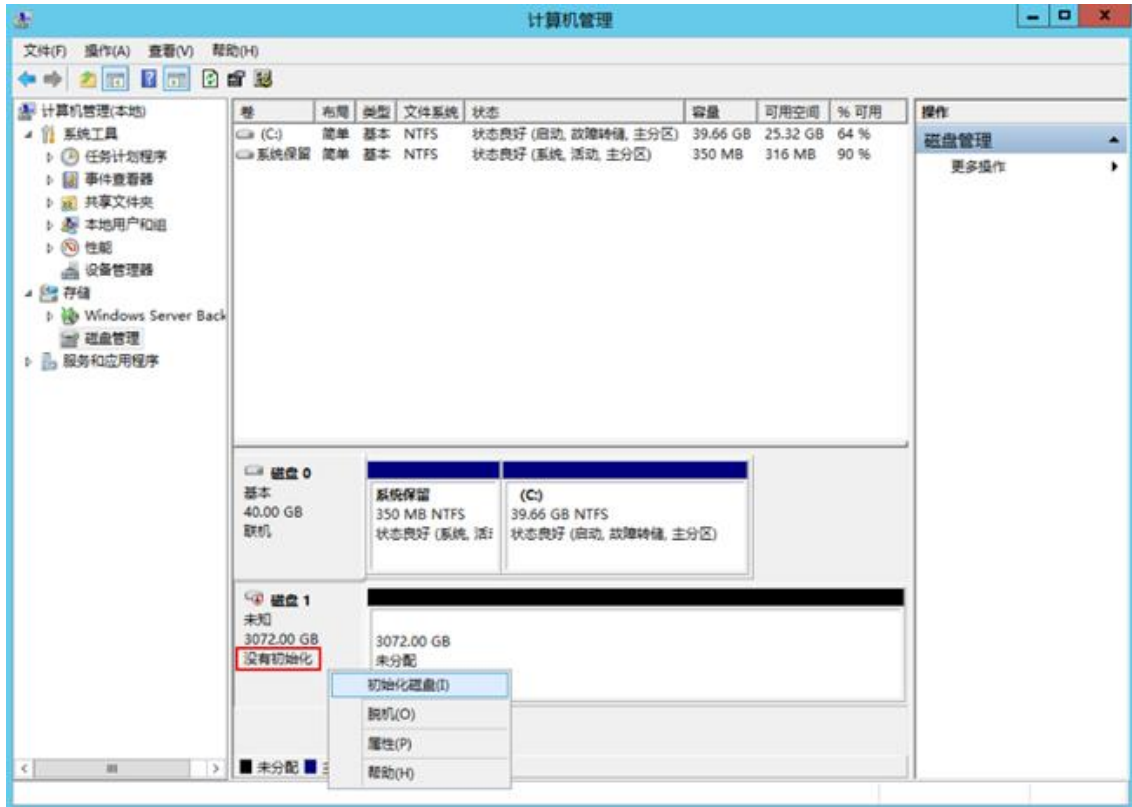 计算机管理
文件(F) 操作(A) 查看(V) 帮助(H)
计算机管理(本地)
系统工具
任务计划程序
事件查看器
共享文件夹
本地用户和组
性能
设备管理器
存储
Windows Server Back
磁盘管理
服务和应用程序
卷 布局 类型 文件系统 状态 容量 可用空间 % 可用
(C:) 简单 基本 NTFS 状态良好 (启动, 故障转储, 主分区) 39.66 GB 25.32 GB 64 %
系统保留 简单 基本 NTFS 状态良好 (系统, 活动, 主分区) 350 MB 316 MB 90 %
磁盘 0
基本
40.00 GB
联机
系统保留
350 MB NTFS
状态良好 (系统, 活
(C:)
39.66 GB NTFS
状态良好 (启动, 故障转储, 主分区)
磁盘 1
未知
3072.00 GB
没有初始化
3072.00 GB
未分配
初始化磁盘(I)
脱机(O)
属性(P)
帮助(H)
未分配
操作
磁盘管理
更多操作